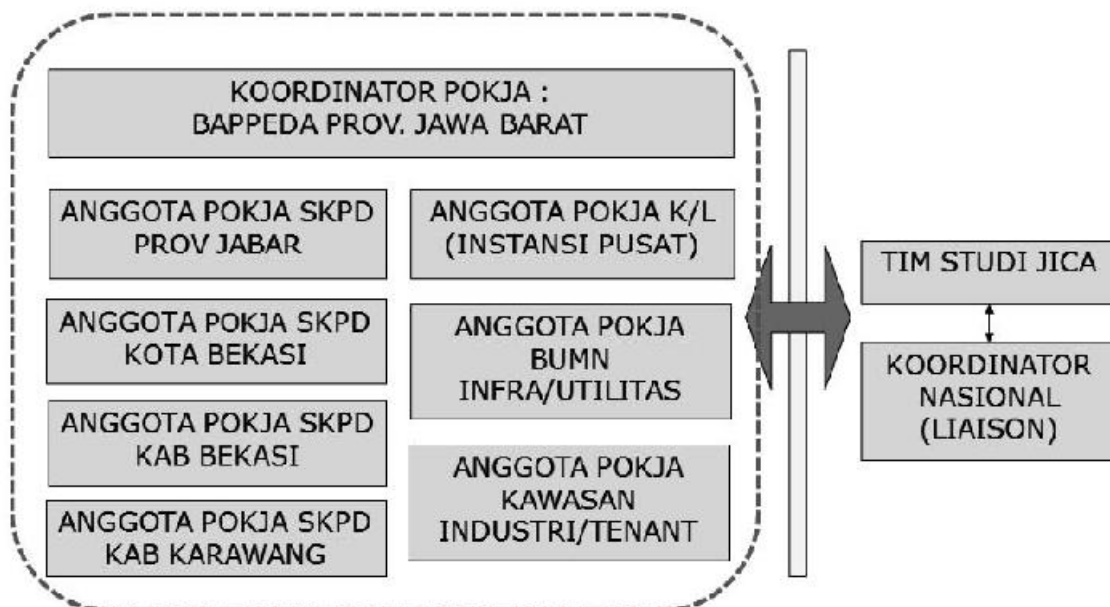 KOORDINATOR POKJA :
BAPPEDA PROV. JAWA BARAT
ANGGOTA POKJA SKPD
PROV JABAR
ANGGOTA POKJA SKPD
KOTA BEKASI
ANGGOTA POKJA SKPD
KAB BEKASI
ANGGOTA POKJA SKPD
KAB KARAWANG
ANGGOTA POKJA K/L
(INSTANSI PUSAT)
ANGGOTA POKJA
BUMN
INFRA/UTILITAS
ANGGOTA POKJA
KAWASAN
INDUSTRI/TENANT
TIM STUDI JICA
KOORDINATOR
NASIONAL
(LIAISON)